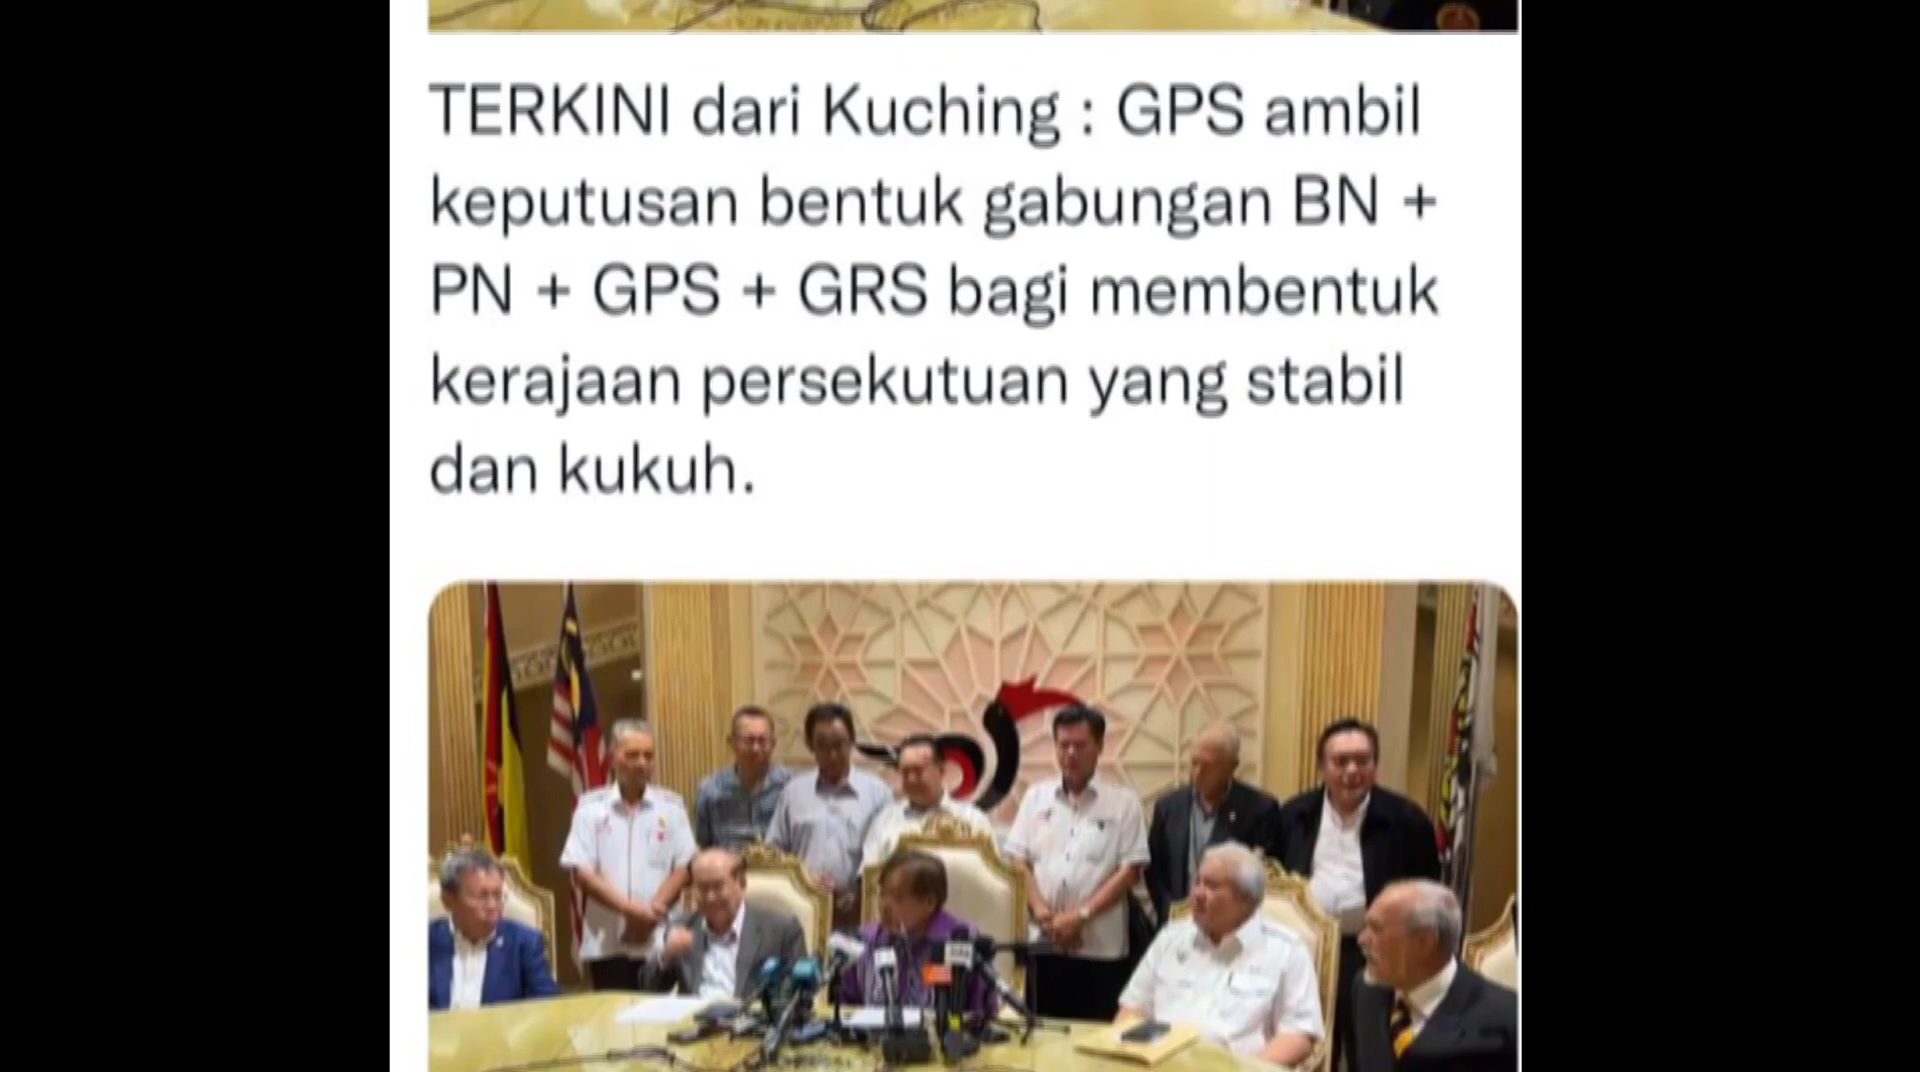 TERKINI dari Kuching : GPS ambil
keputusan bentuk gabungan BN +
PN + GPS + GRS bagi membentuk
kerajaan persekutuan yang stabil
dan kukuh.